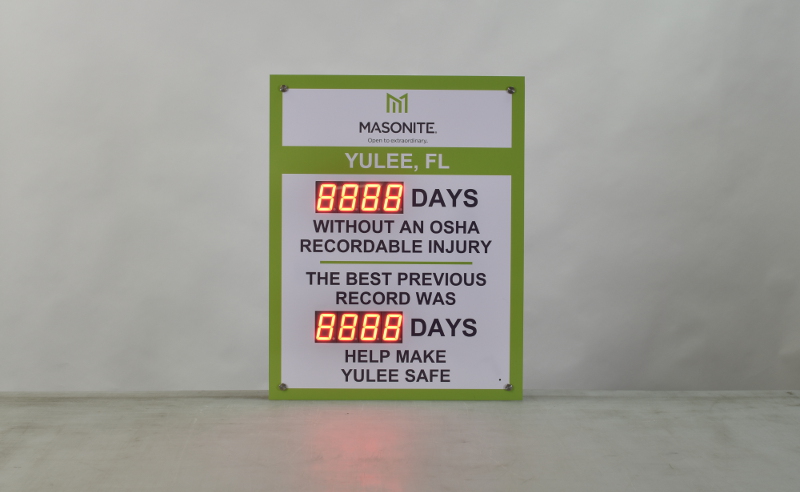 MASONITE.
Open to extraordinary.
YULEE, FL
8888 DAYS
WITHOUT AN OSHA
RECORDABLE INJURY
THE BEST PREVIOUS
RECORD WAS
8888 DAYS
HELP MAKE
YULEE SAFE